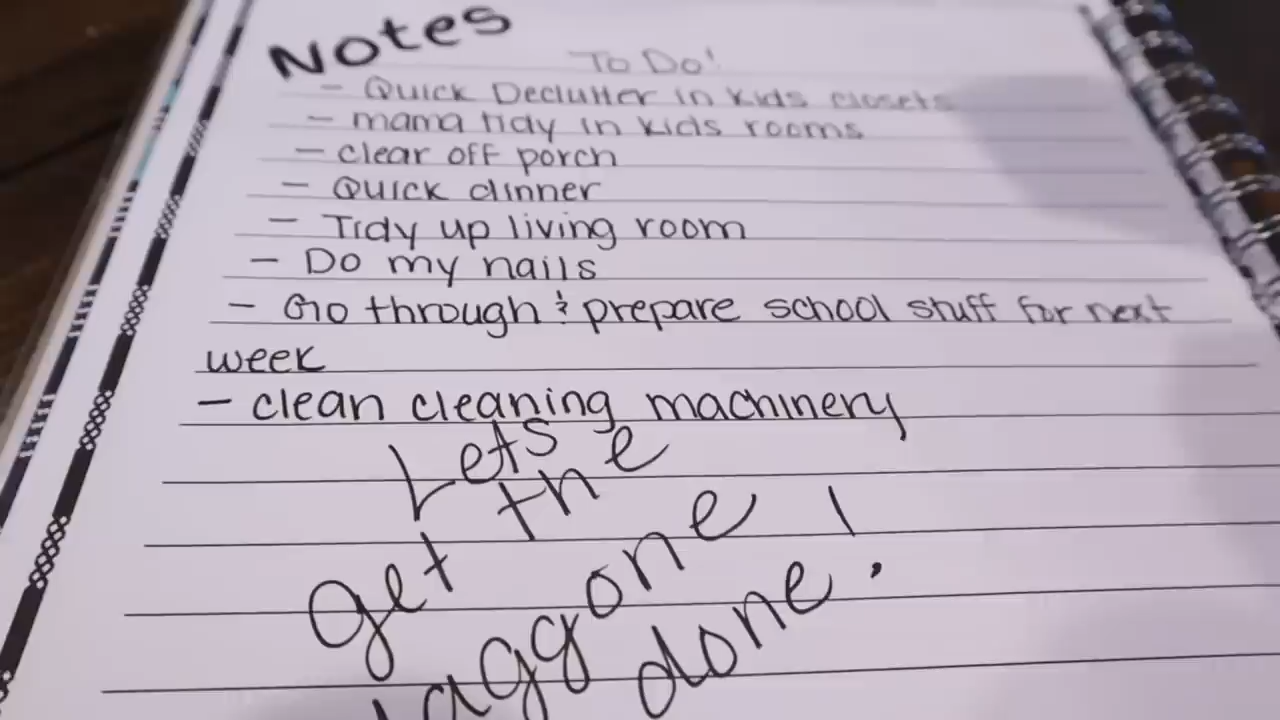 Notes
To Do!
- Quick Declutter in kids closets
- mama tidy in kids rooms
- clear off porch
- Quick dinner
- Tidy up living room
- Do my nails
- Go through & prepare school stuff for next
week
- clean cleaning machinery
Lets
get the
daggone
done!